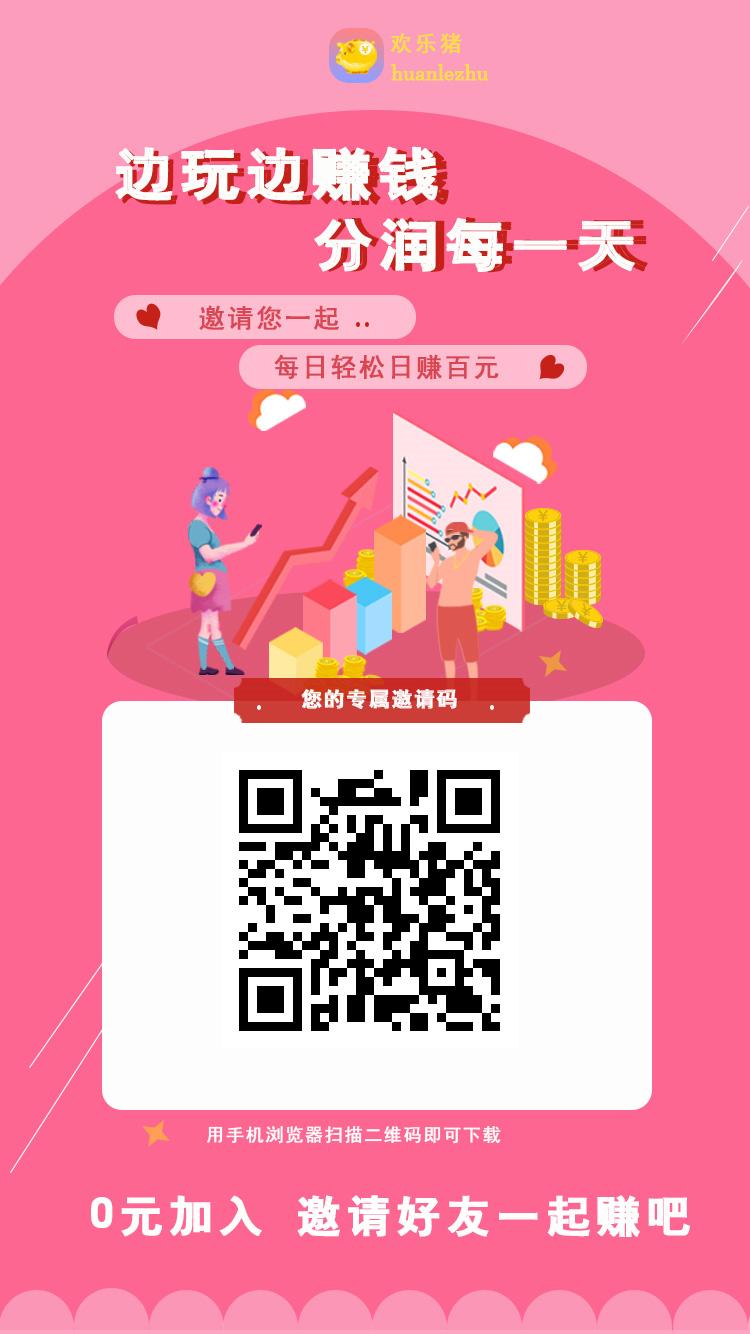 欢乐猪
huanlezhu
边玩边赚钱
分润每一天
邀请您一起 ..
每日轻松日赚百元
您的专属邀请码
用手机浏览器扫描二维码即可下载
0元加入 邀请好友一起赚吧